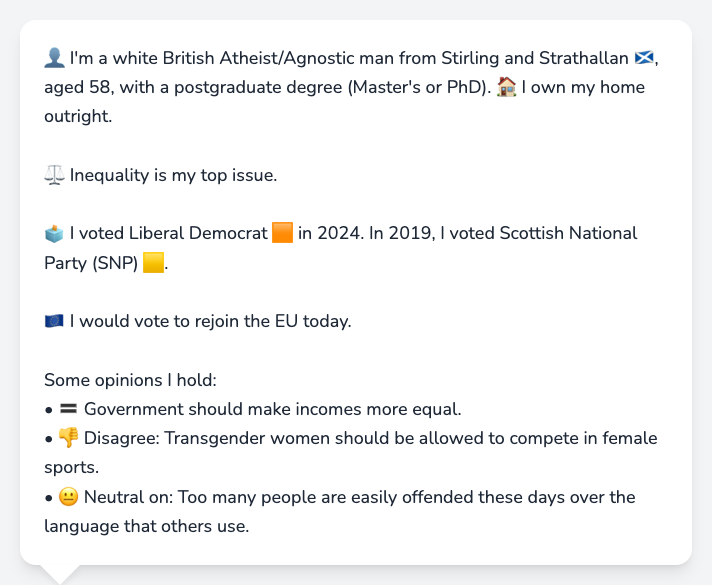 👤 I'm a white British Atheist/Agnostic man from Stirling and Strathallan 🏴󠁧󠁢󠁳󠁣󠁴󠁿,
aged 58, with a postgraduate degree (Master's or PhD). 🏠 I own my home
outright.
⚖️ Inequality is my top issue.
🗳️ I voted Liberal Democrat 🟧 in 2024. In 2019, I voted Scottish National
Party (SNP) 🟨.
🇪🇺 I would vote to rejoin the EU today.
Some opinions I hold:
• 🟰 Government should make incomes more equal.
• 👎 Disagree: Transgender women should be allowed to compete in female
sports.
• 😐 Neutral on: Too many people are easily offended these days over the
language that others use.